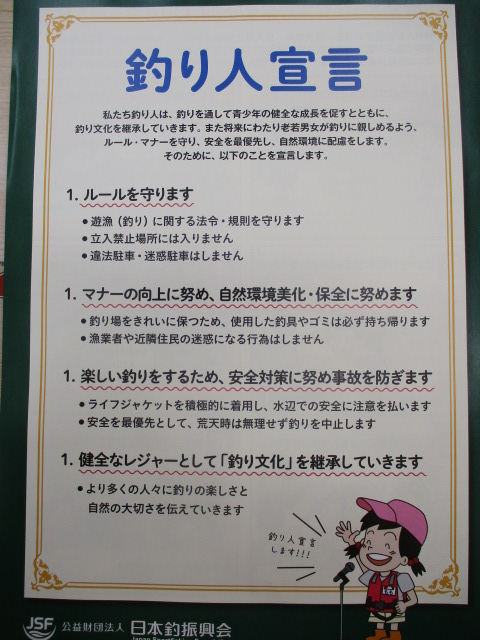 釣り人宣言
私たち釣り人は、釣りを通して青少年の健全な成長を促すとともに、
釣り文化を継承していきます。また将来にわたり老若男女が釣りに親しめるよう、
ルール・マナーを守り、安全を最優先し、自然環境に配慮をします。
そのために、以下のことを宣言します。
1. ルールを守ります
●遊漁（釣り）に関する法令・規則を守ります
●立入禁止場所には入りません
●違法駐車・迷惑駐車はしません
1. マナーの向上に努め、自然環境美化・保全に努めます
●釣り場をきれいに保つため、使用した釣具やゴミは必ず持ち帰ります
●漁業者や近隣住民の迷惑になる行為はしません
1. 楽しい釣りをするため、安全対策に努め事故を防ぎます
●ライフジャケットを積極的に着用し、水辺での安全に注意を払います
●安全を最優先として、荒天時は無理せず釣りを中止します
1. 健全なレジャーとして「釣り文化」を継承していきます
●より多くの人々に釣りの楽しさと
自然の大切さを伝えていきます
釣り人宣言
します!!!
JSF 公益財団法人 日本釣振興会